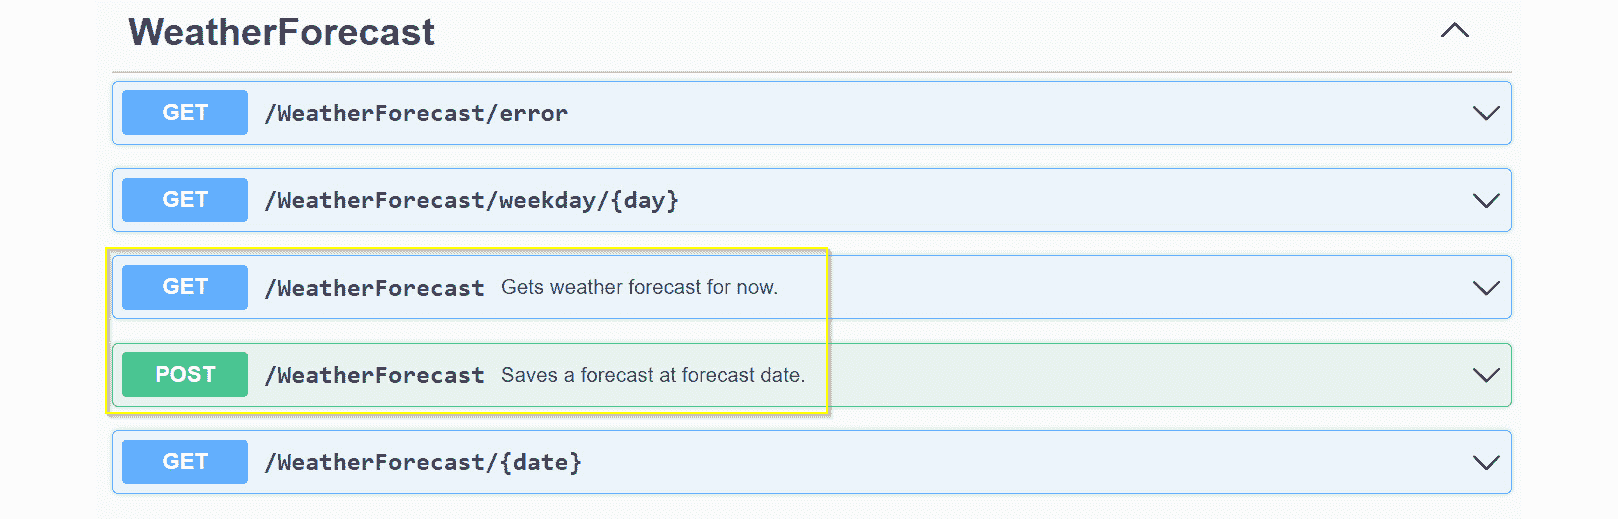 WeatherForecast
GET /WeatherForecast/error
GET /WeatherForecast/weekday/{day}
GET /WeatherForecast Gets weather forecast for now.
POST /WeatherForecast Saves a forecast at forecast date.
GET /WeatherForecast/{date}